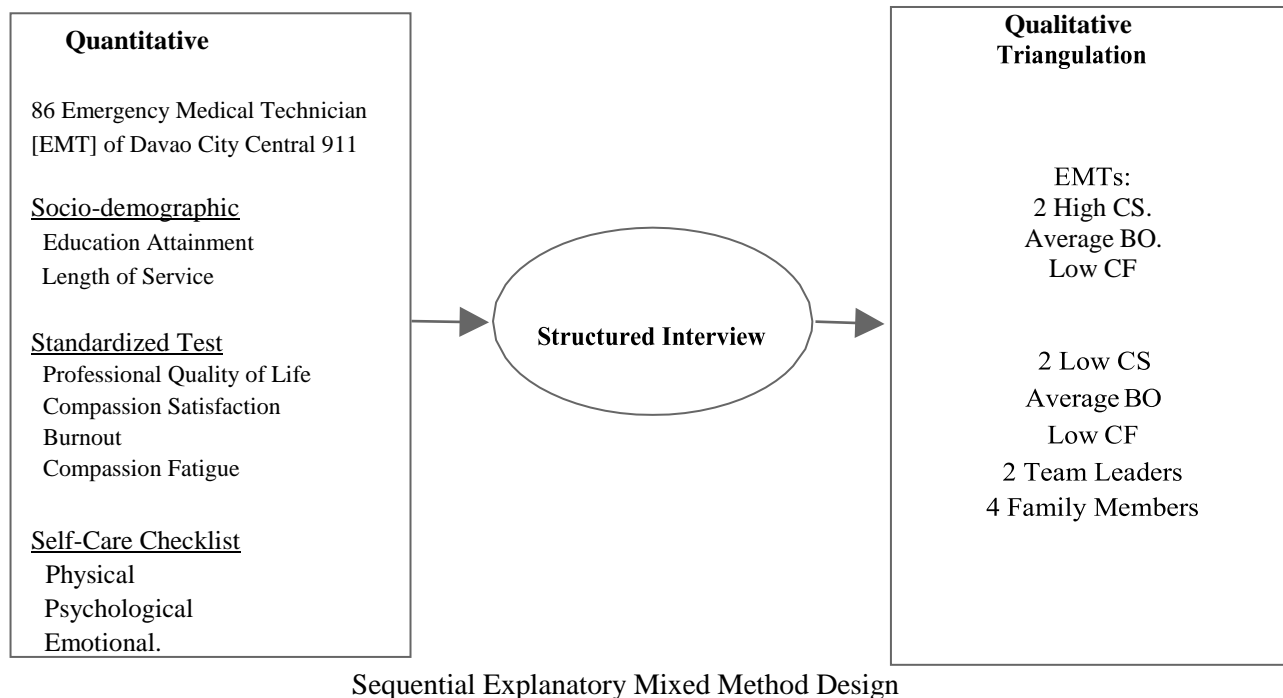 Quantitative
86 Emergency Medical Technician
[EMT] of Davao City Central 911
Socio-demographic
Education Attainment
Length of Service
Standardized Test
Professional Quality of Life
Compassion Satisfaction
Burnout
Compassion Fatigue
Self-Care Checklist
Physical
Psychological
Emotional.
Structured Interview
Qualitative
Triangulation
EMTs:
2 High CS.
Average BO.
Low CF
2 Low CS
Average BO
Low CF
2 Team Leaders
4 Family Members
Sequential Explanatory Mixed Method Design